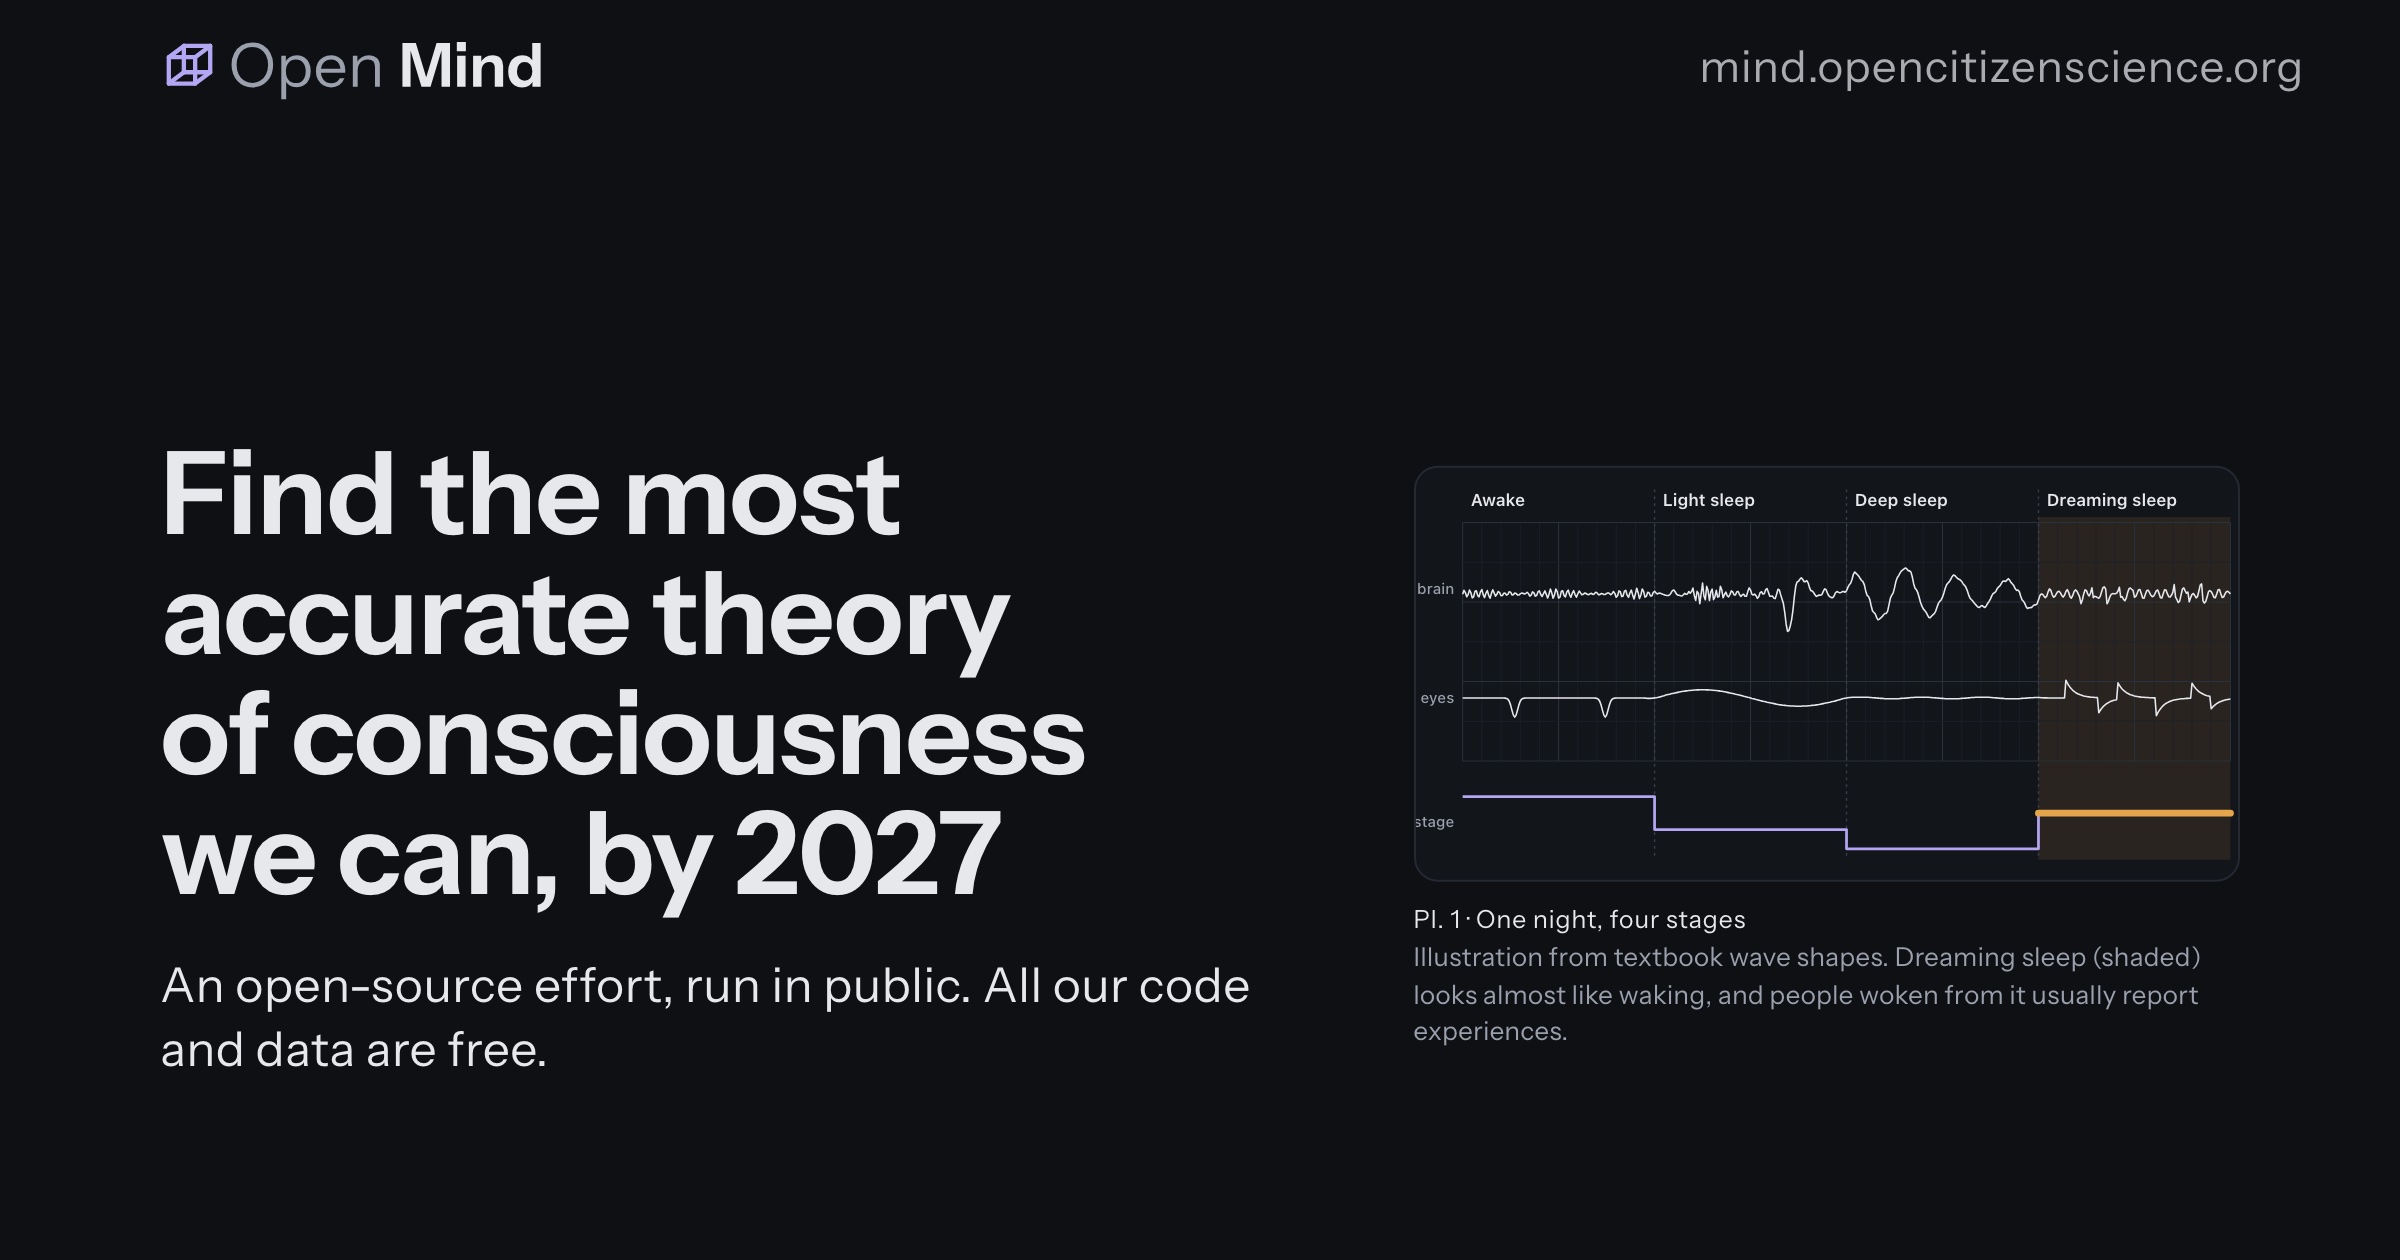 Open Mind
mind.opencitizenscience.org
Find the most
accurate theory
of consciousness
we can, by 2027
An open-source effort, run in public. All our code
and data are free.
Awake
Light sleep
Deep sleep
Dreaming sleep
brain
eyes
stage
Pl. 1 · One night, four stages
Illustration from textbook wave shapes. Dreaming sleep (shaded)
looks almost like waking, and people woken from it usually report
experiences.